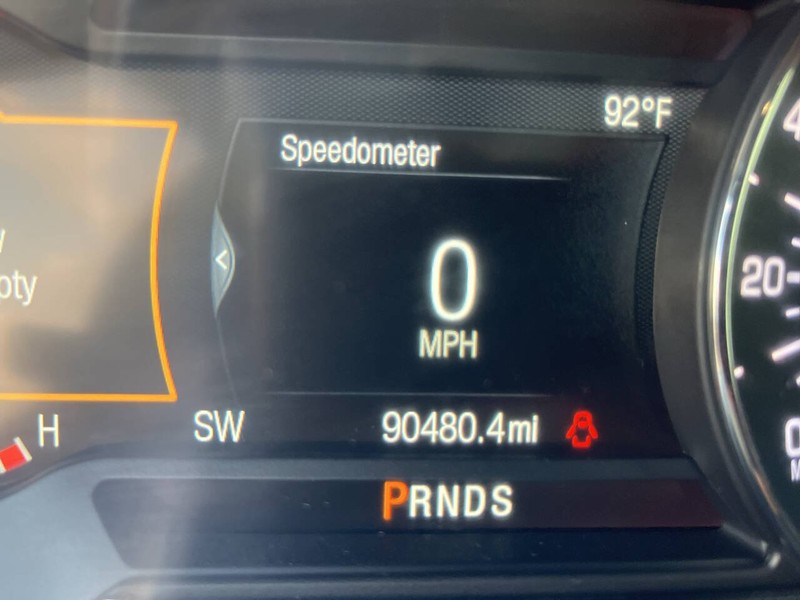 92°F
Speedometer
0
MPH
20
H
SW
90480.4mi
PRNDS